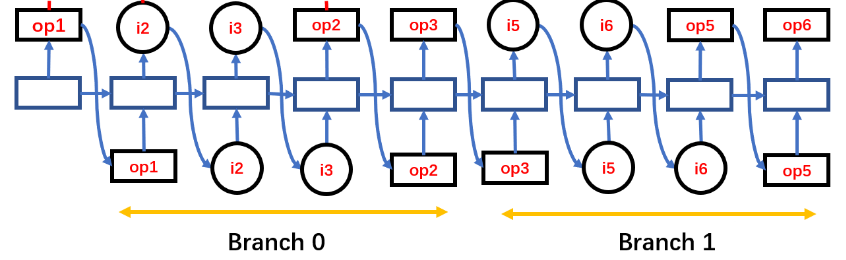 op1 i2 i3 op2 op3 i5 i6 op5 op6
op1 i2 i3 op2 op3 i5 i6 op5
Branch 0 Branch 1